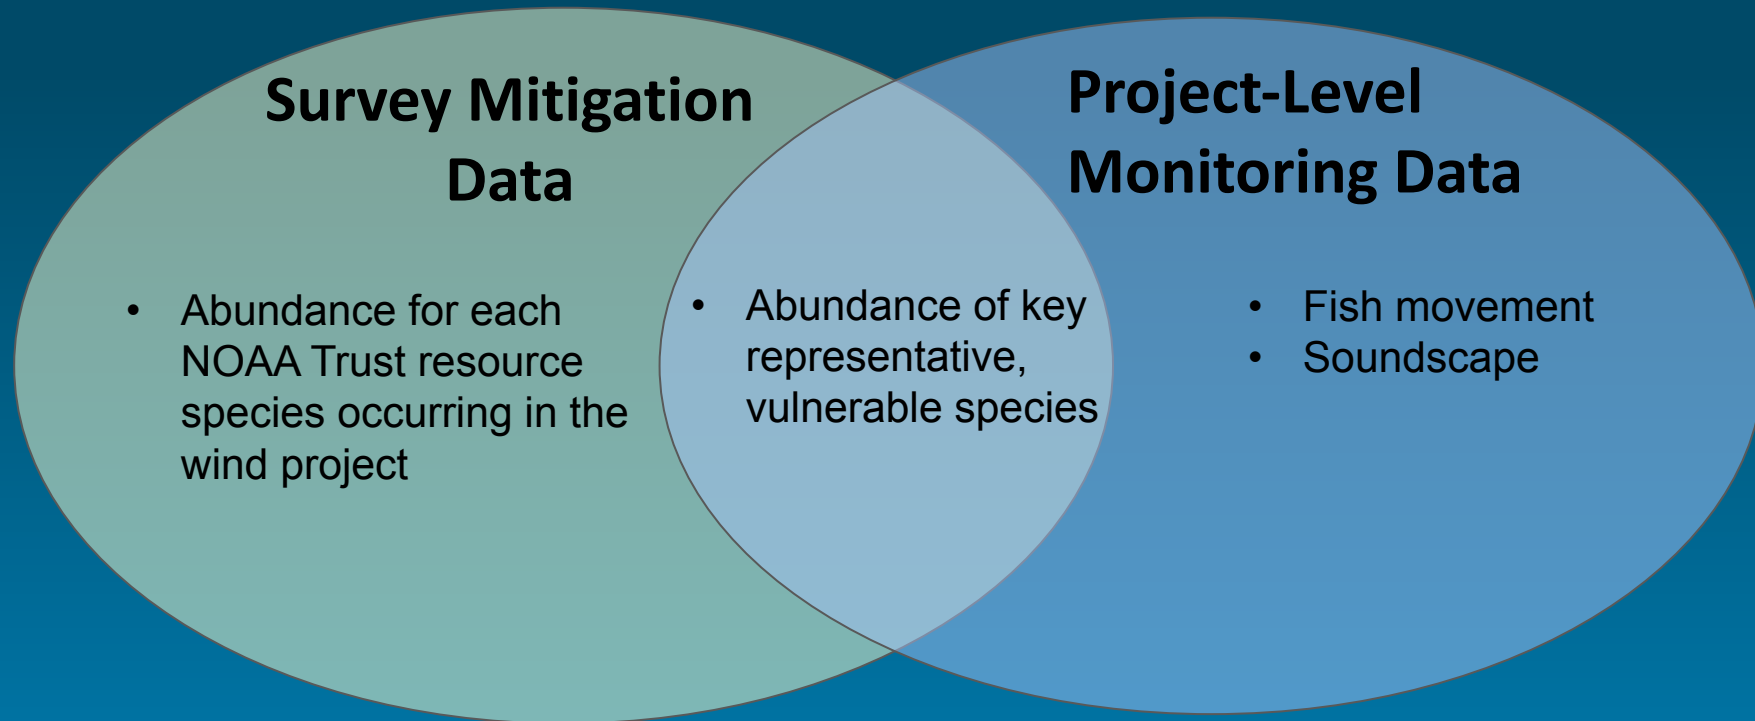 Survey Mitigation
Data
• Abundance for each
NOAA Trust resource
species occurring in the
wind project
• Abundance of key
representative,
vulnerable species
Project-Level
Monitoring Data
• Fish movement
• Soundscape